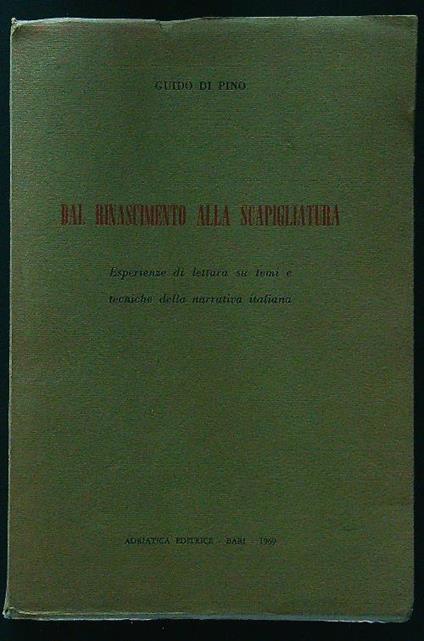 GUIDO DI PINO
DAL RINASCIMENTO ALLA SCAPIGLIATURA
Esperienze di lettura su temi e
tecniche della narrativa italiana
ADRIATICA EDITRICE - BARI - 1969